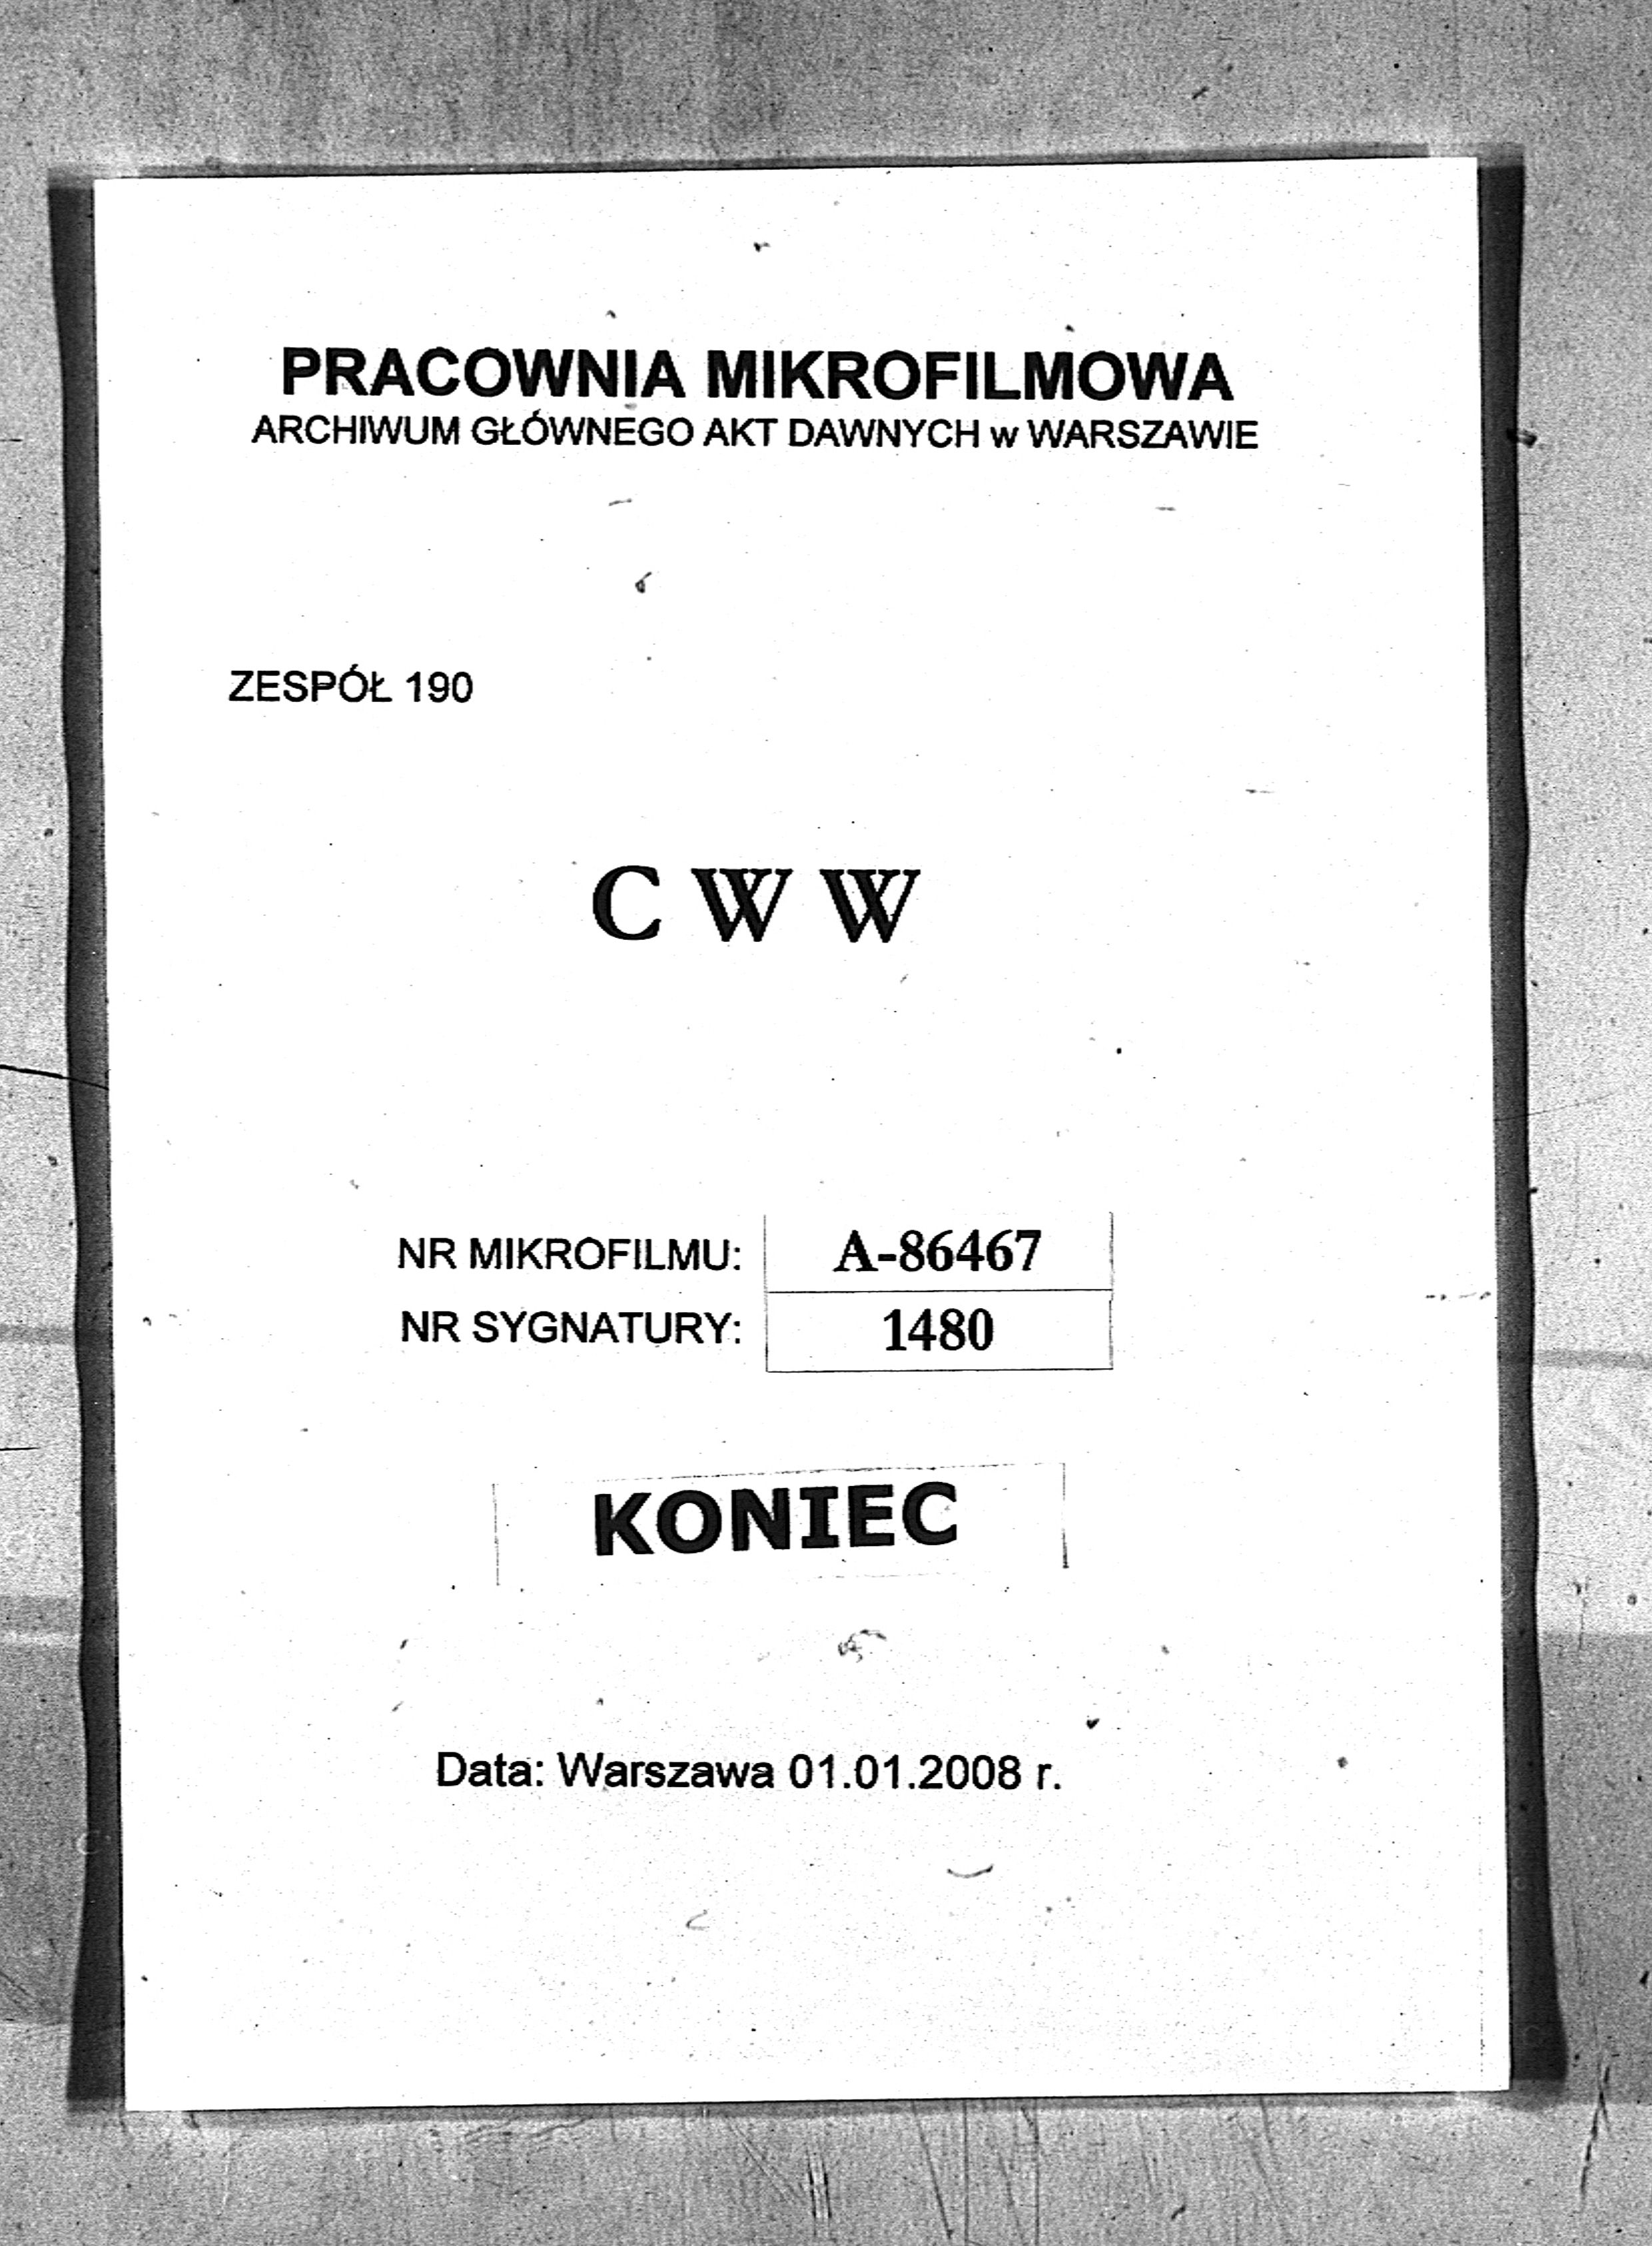 PRACOWNIA MIKROFILMOWA
ARCHIWUM GŁÓWNEGO AKT DAWNYCH w WARSZAWIE
ZESPÓŁ 190
C W W
NR MIKROFILMU: A-86467
NR SYGNATURY: 1480
KONIEC
Data: Warszawa 01.01.2008 r.